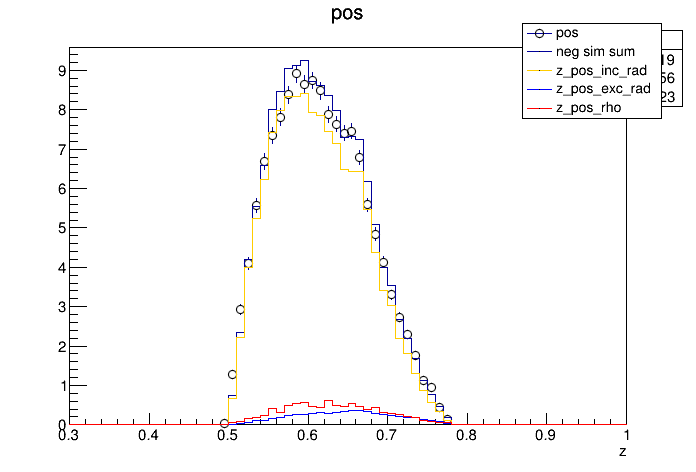 pos
pos
neg sim sum
z_pos_inc_rad
z_pos_exc_rad
z_pos_rho
19
56
23
9
8
7
6
5
4
3
2
1
0
0.3 0.4 0.5 0.6 0.7 0.8 0.9 1
z